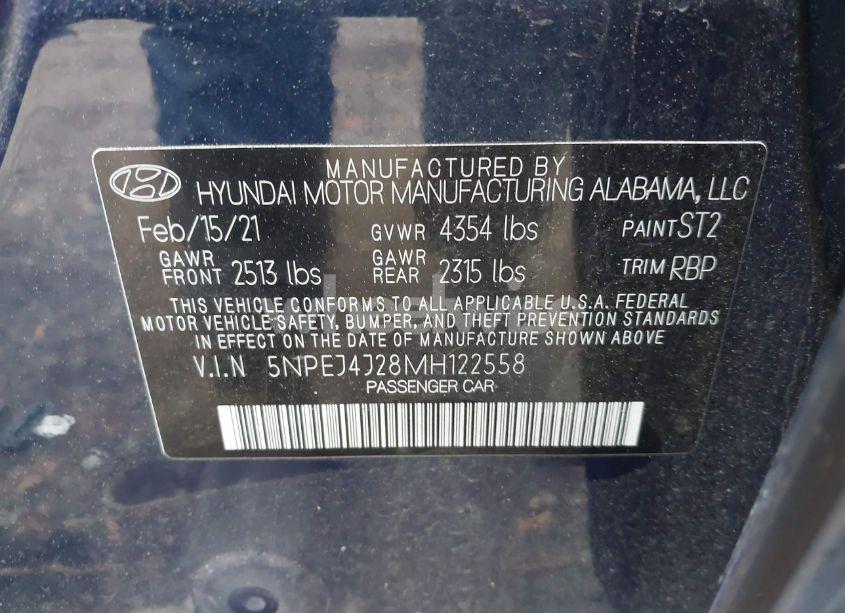 MANUFACTURED BY
HYUNDAI MOTOR MANUFACTURING ALABAMA, LLC
Feb/15/21 GVWR 4354 lbs PAINT ST2
GAWR FRONT 2513 lbs GAWR REAR 2315 lbs TRIM RBP
THIS VEHICLE CONFORMS TO ALL APPLICABLE U.S.A. FEDERAL
MOTOR VEHICLE SAFETY, BUMPER, AND THEFT PREVENTION STANDARDS
IN EFFECT ON THE DATE OF MANUFACTURE SHOWN ABOVE
V.I.N 5NPEJ4J28MH122558
PASSENGER CAR